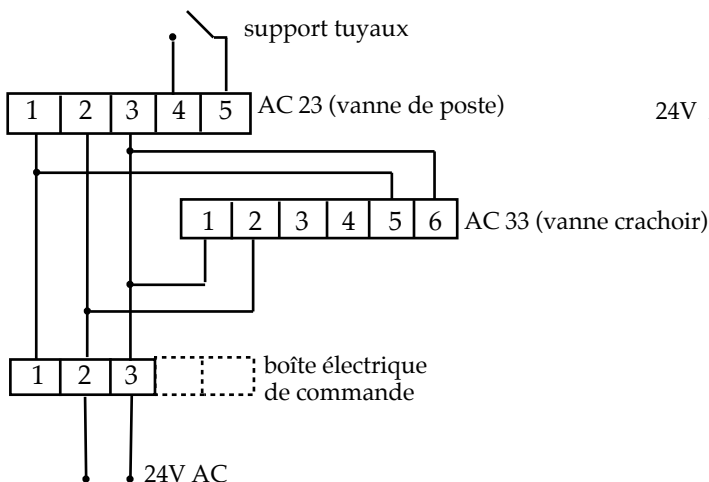 support tuyaux
1 2 3 4 5 AC 23 (vanne de poste) 24V
1 2 3 4 5 6 AC 33 (vanne crachoir)
1 2 3 boîte électrique
de commande
24V AC